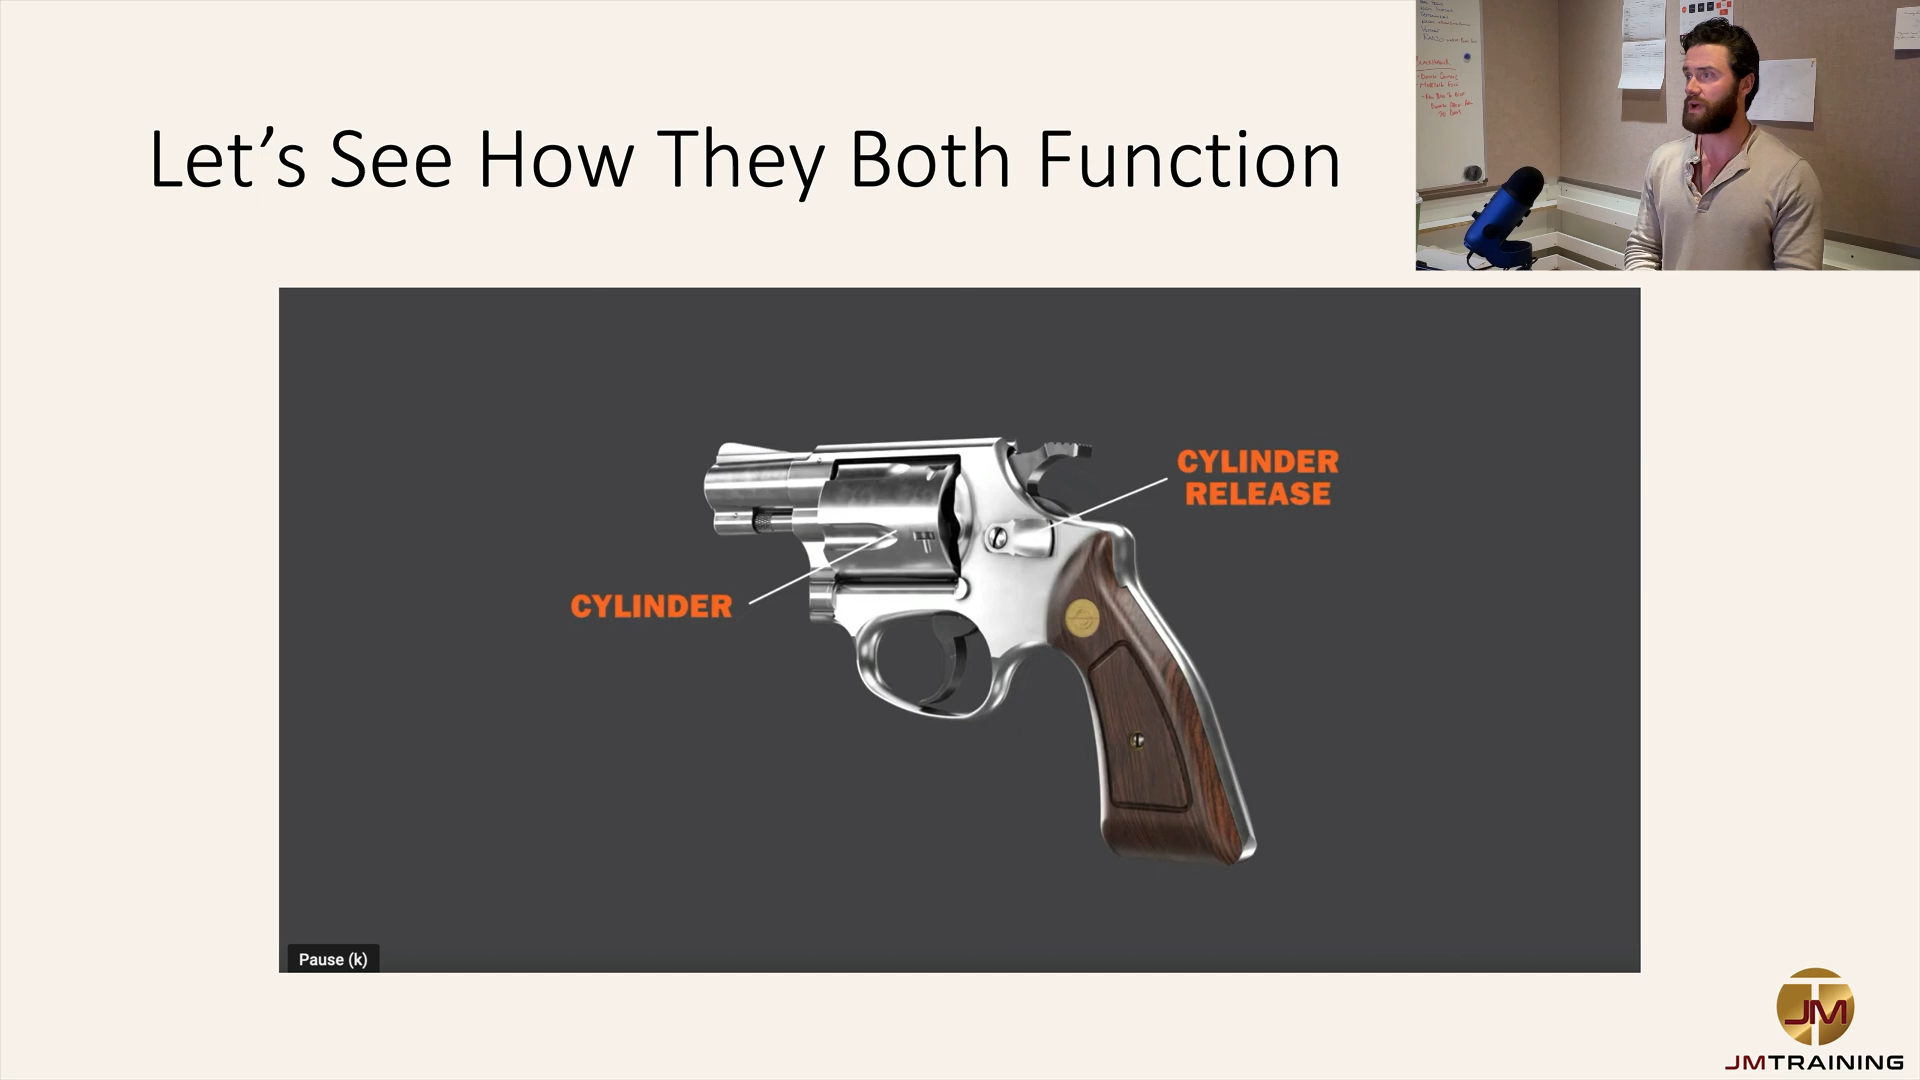 Let's See How They Both Function
CYLINDER
RELEASE
CYLINDER
Pause (k)
JM
JMTRAINING